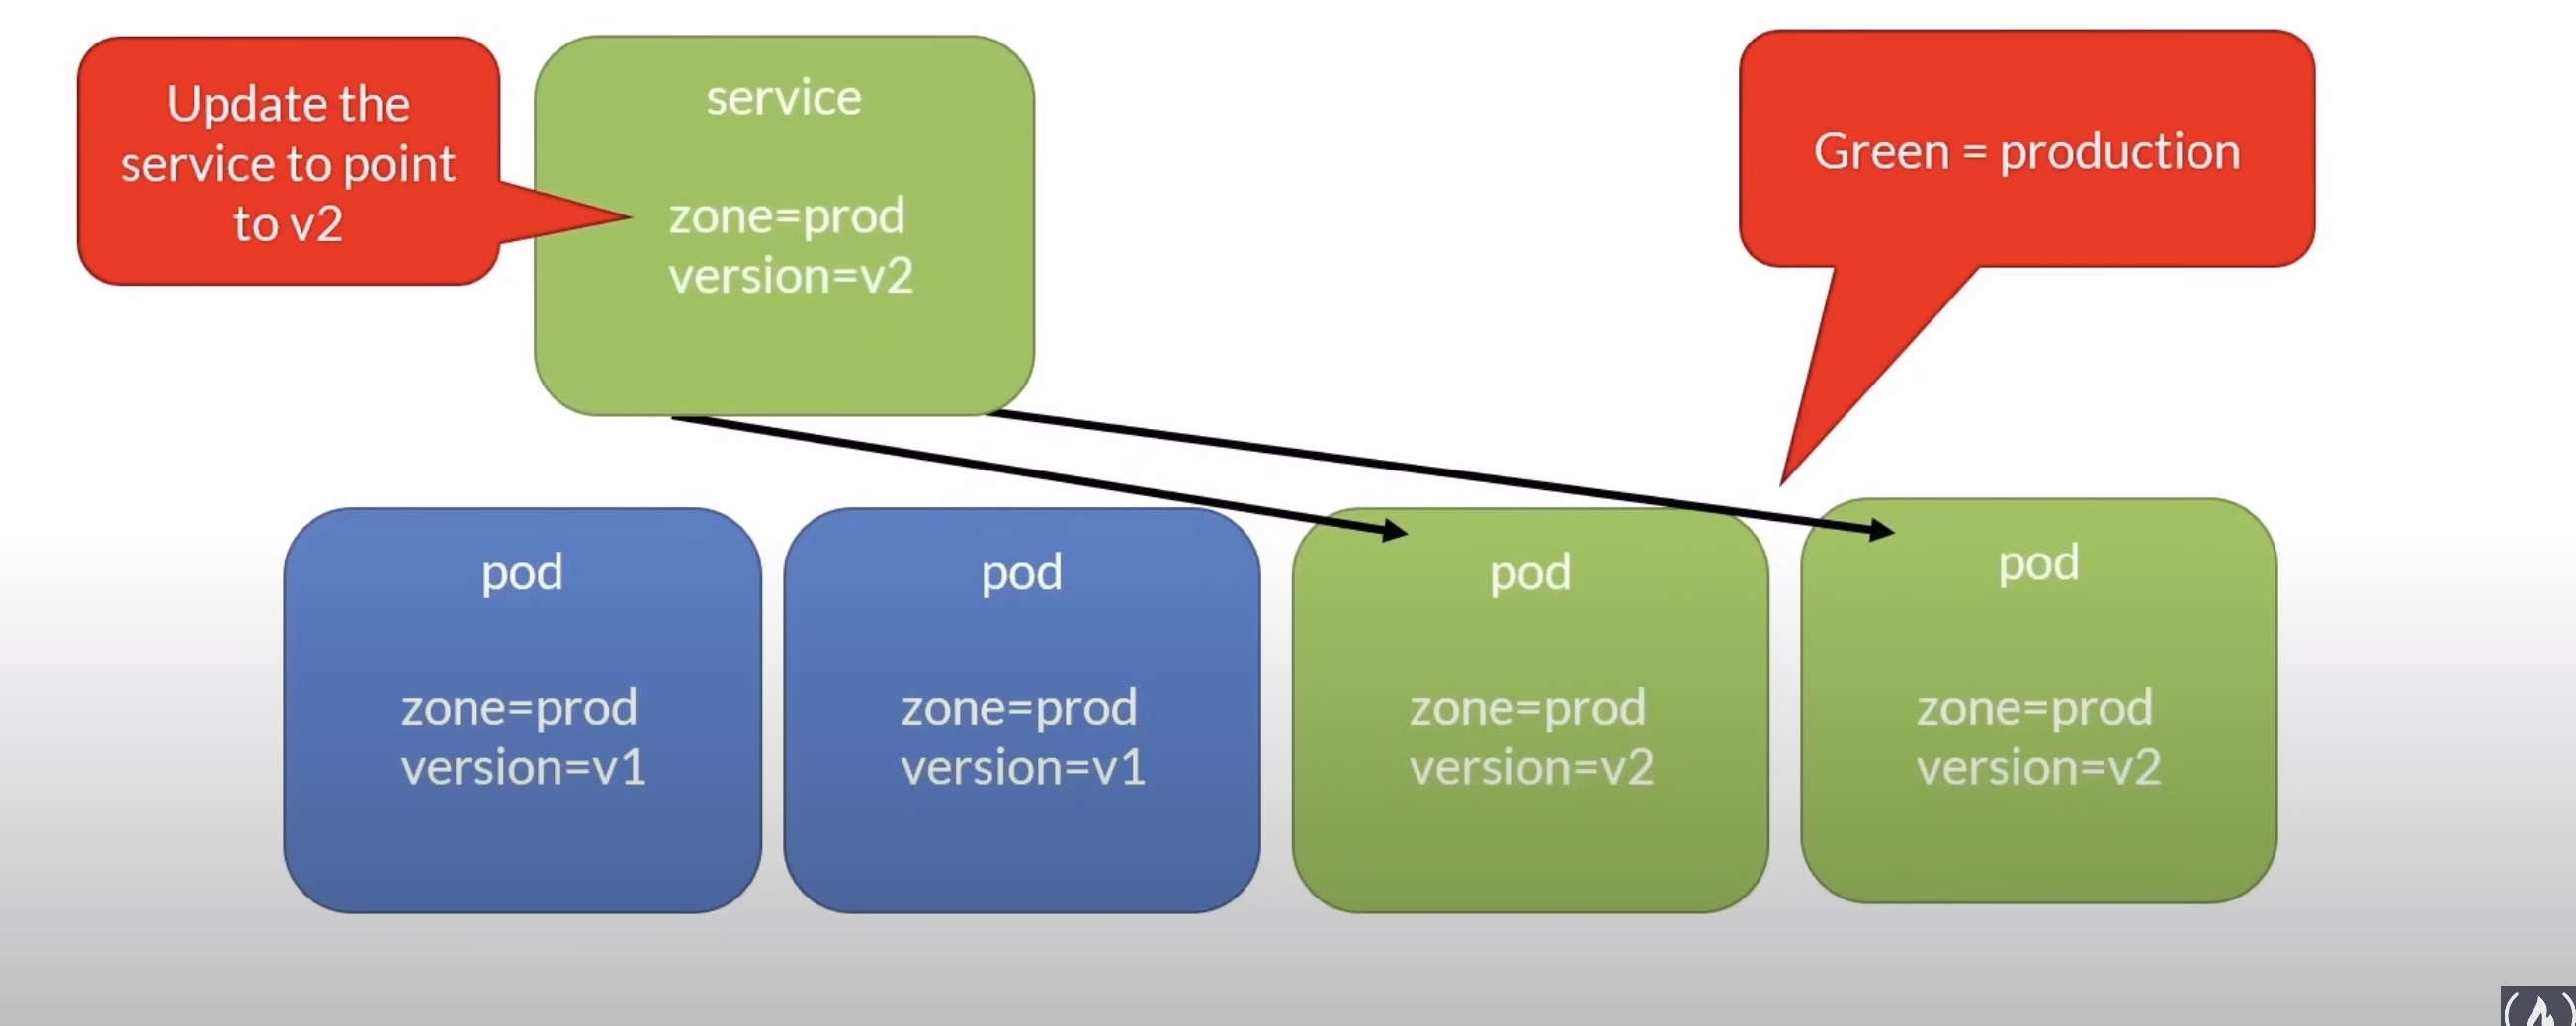 Update the
service to point
to v2
service
zone=prod
version=v2
Green = production
pod
zone=prod
version=v1
pod
zone=prod
version=v1
pod
zone=prod
version=v2
pod
zone=prod
version=v2